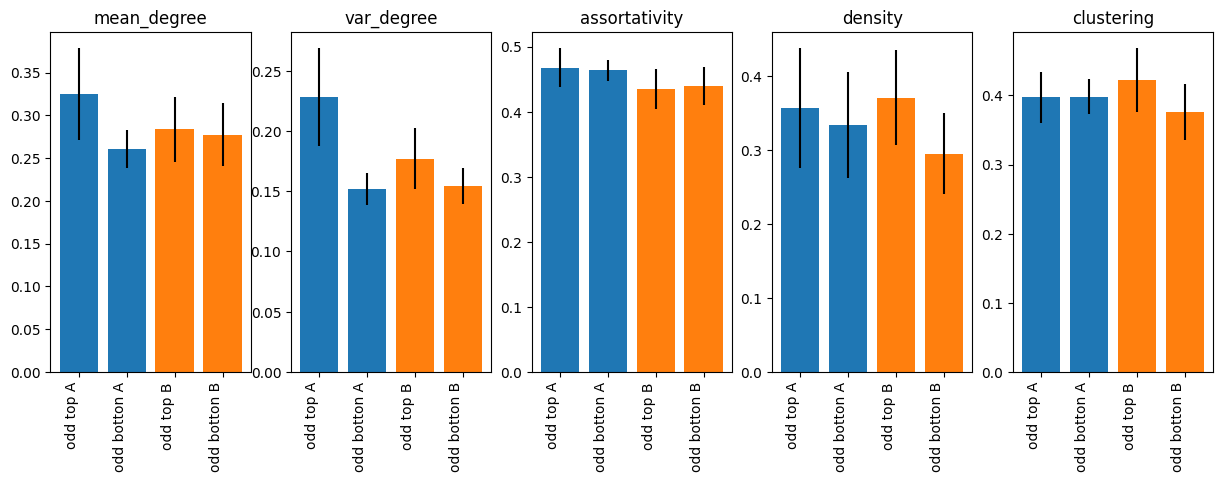 mean_degree
0.35
0.30
0.25
0.20
0.15
0.10
0.05
0.00
odd top A
odd botton A
odd top B
odd botton B
var_degree
0.25
0.20
0.15
0.10
0.05
0.00
odd top A
odd botton A
odd top B
odd botton B
assortativity
0.5
0.4
0.3
0.2
0.1
0.0
odd top A
odd botton A
odd top B
odd botton B
density
0.4
0.3
0.2
0.1
0.0
odd top A
odd botton A
odd top B
odd botton B
clustering
0.4
0.3
0.2
0.1
0.0
odd top A
odd botton A
odd top B
odd botton B